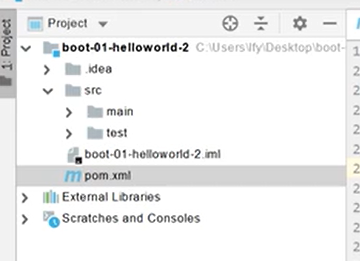 1: Project
Project
boot-01-helloworld-2 C:\Users\lfy\Desktop\boot-
.idea
src
main
test
boot-01-helloworld-2.iml
m pom.xml
External Libraries
Scratches and Consoles